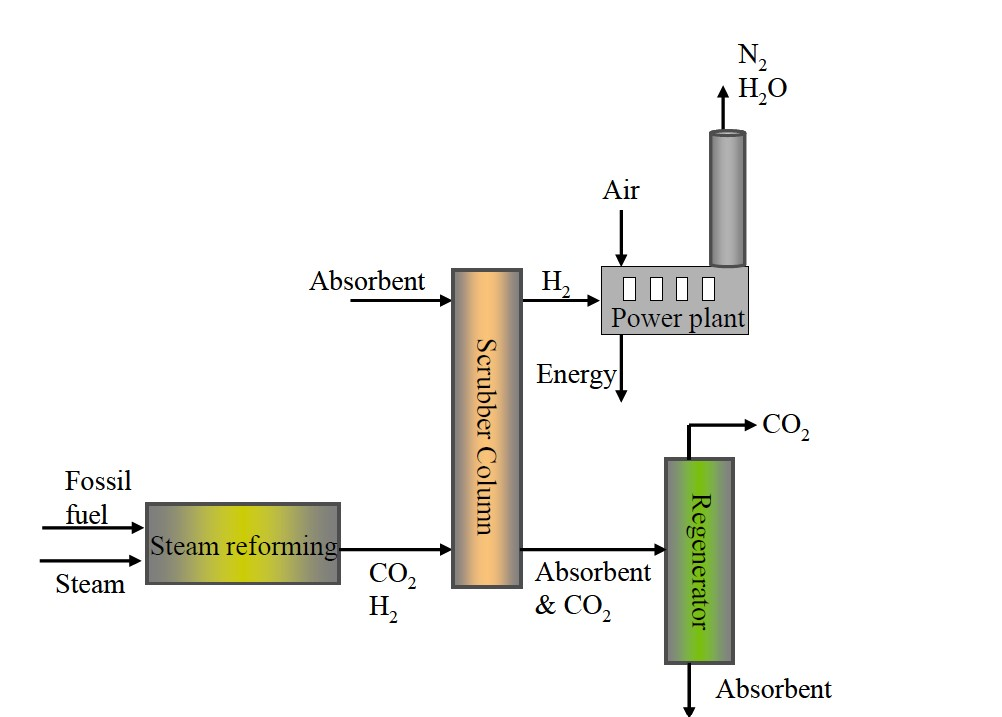 N₂
H₂O
Air
Absorbent
H₂
Power plant
Energy
Scrubber Column
CO₂
Fossil
fuel
Steam reforming
Steam
CO₂
H₂
Absorbent
& CO₂
Regenerator
Absorbent